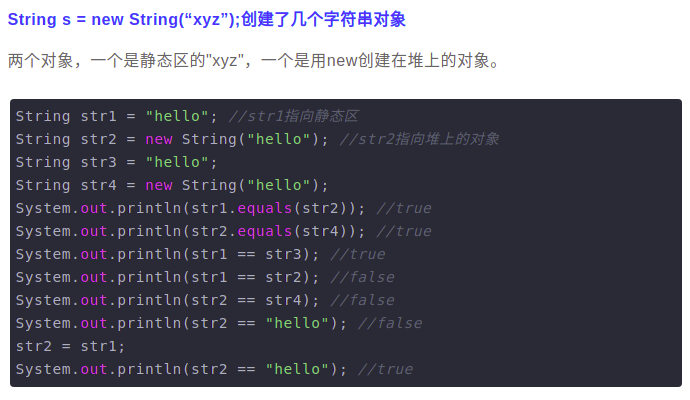 String s = new String(“xyz”);创建了几个字符串对象
两个对象，一个是静态区的"xyz"，一个是用new创建在堆上的对象。
String str1 = "hello"; //str1指向静态区
String str2 = new String("hello"); //str2指向堆上的对象
String str3 = "hello";
String str4 = new String("hello");
System.out.println(str1.equals(str2)); //true
System.out.println(str2.equals(str4)); //true
System.out.println(str1 == str3); //true
System.out.println(str1 == str2); //false
System.out.println(str2 == str4); //false
System.out.println(str2 == "hello"); //false
str2 = str1;
System.out.println(str2 == "hello"); //true